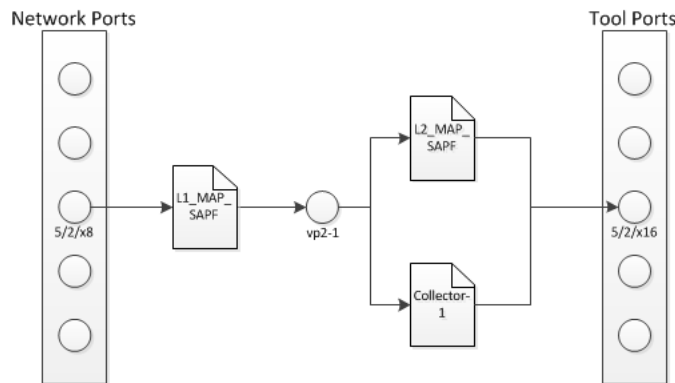 Network Ports
Tool Ports
5/2/x8
L1_MAP_
SAPF
vp2-1
L2_MAP_
SAPF
Collector-
1
5/2/x16